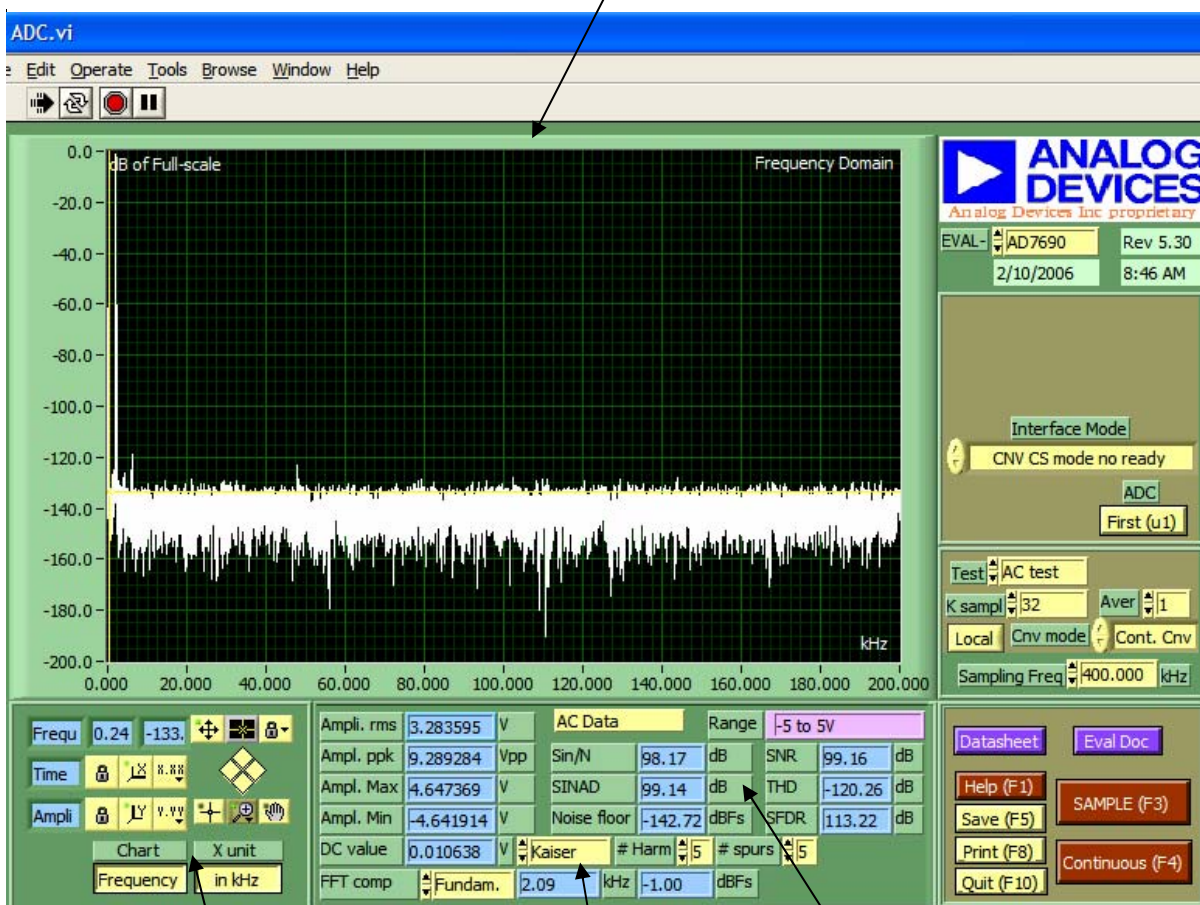 ADC.vi
Edit Operate Tools Browse Window Help
dB of Full-scale
Frequency Domain
0.0
-20.0
-40.0
-60.0
-80.0
-100.0
-120.0
-140.0
-160.0
-180.0
-200.0
kHz
0.000 20.000 40.000 60.000 80.000 100.000 120.000 140.000 160.000 180.000 200.000
ANALOG
DEVICES
Analog Devices Inc proprietary
EVAL- AD7690 Rev 5.30
2/10/2006 8:46 AM
Interface Mode
CNV CS mode no ready
ADC
First (u1)
Test AC test
K sampl 32 Aver 1
Local Cnv mode Cont. Cnv
Sampling Freq 400.000 kHz
Frequ 0.24 -133.
Time X.XX
Ampli Y.YY
Chart X unit
Frequency in kHz
Ampli. rms 3.283595 V AC Data Range -5 to 5V
Ampli. ppk 9.289284 Vpp Sin/N 98.17 dB SNR 99.16 dB
Ampl. Max 4.647369 V SINAD 99.14 dB THD -120.26 dB
Ampl. Min -4.641914 V Noise floor -142.72 dBFs SFDR 113.22 dB
DC value 0.010638 V Kaiser # Harm 5 # spurs 5
FFT comp Fundam. 2.09 kHz -1.00 dBFs
Datasheet Eval Doc
Help (F1)
SAMPLE (F3)
Save (F5)
Print (F8)
Continuous (F4)
Quit (F10)